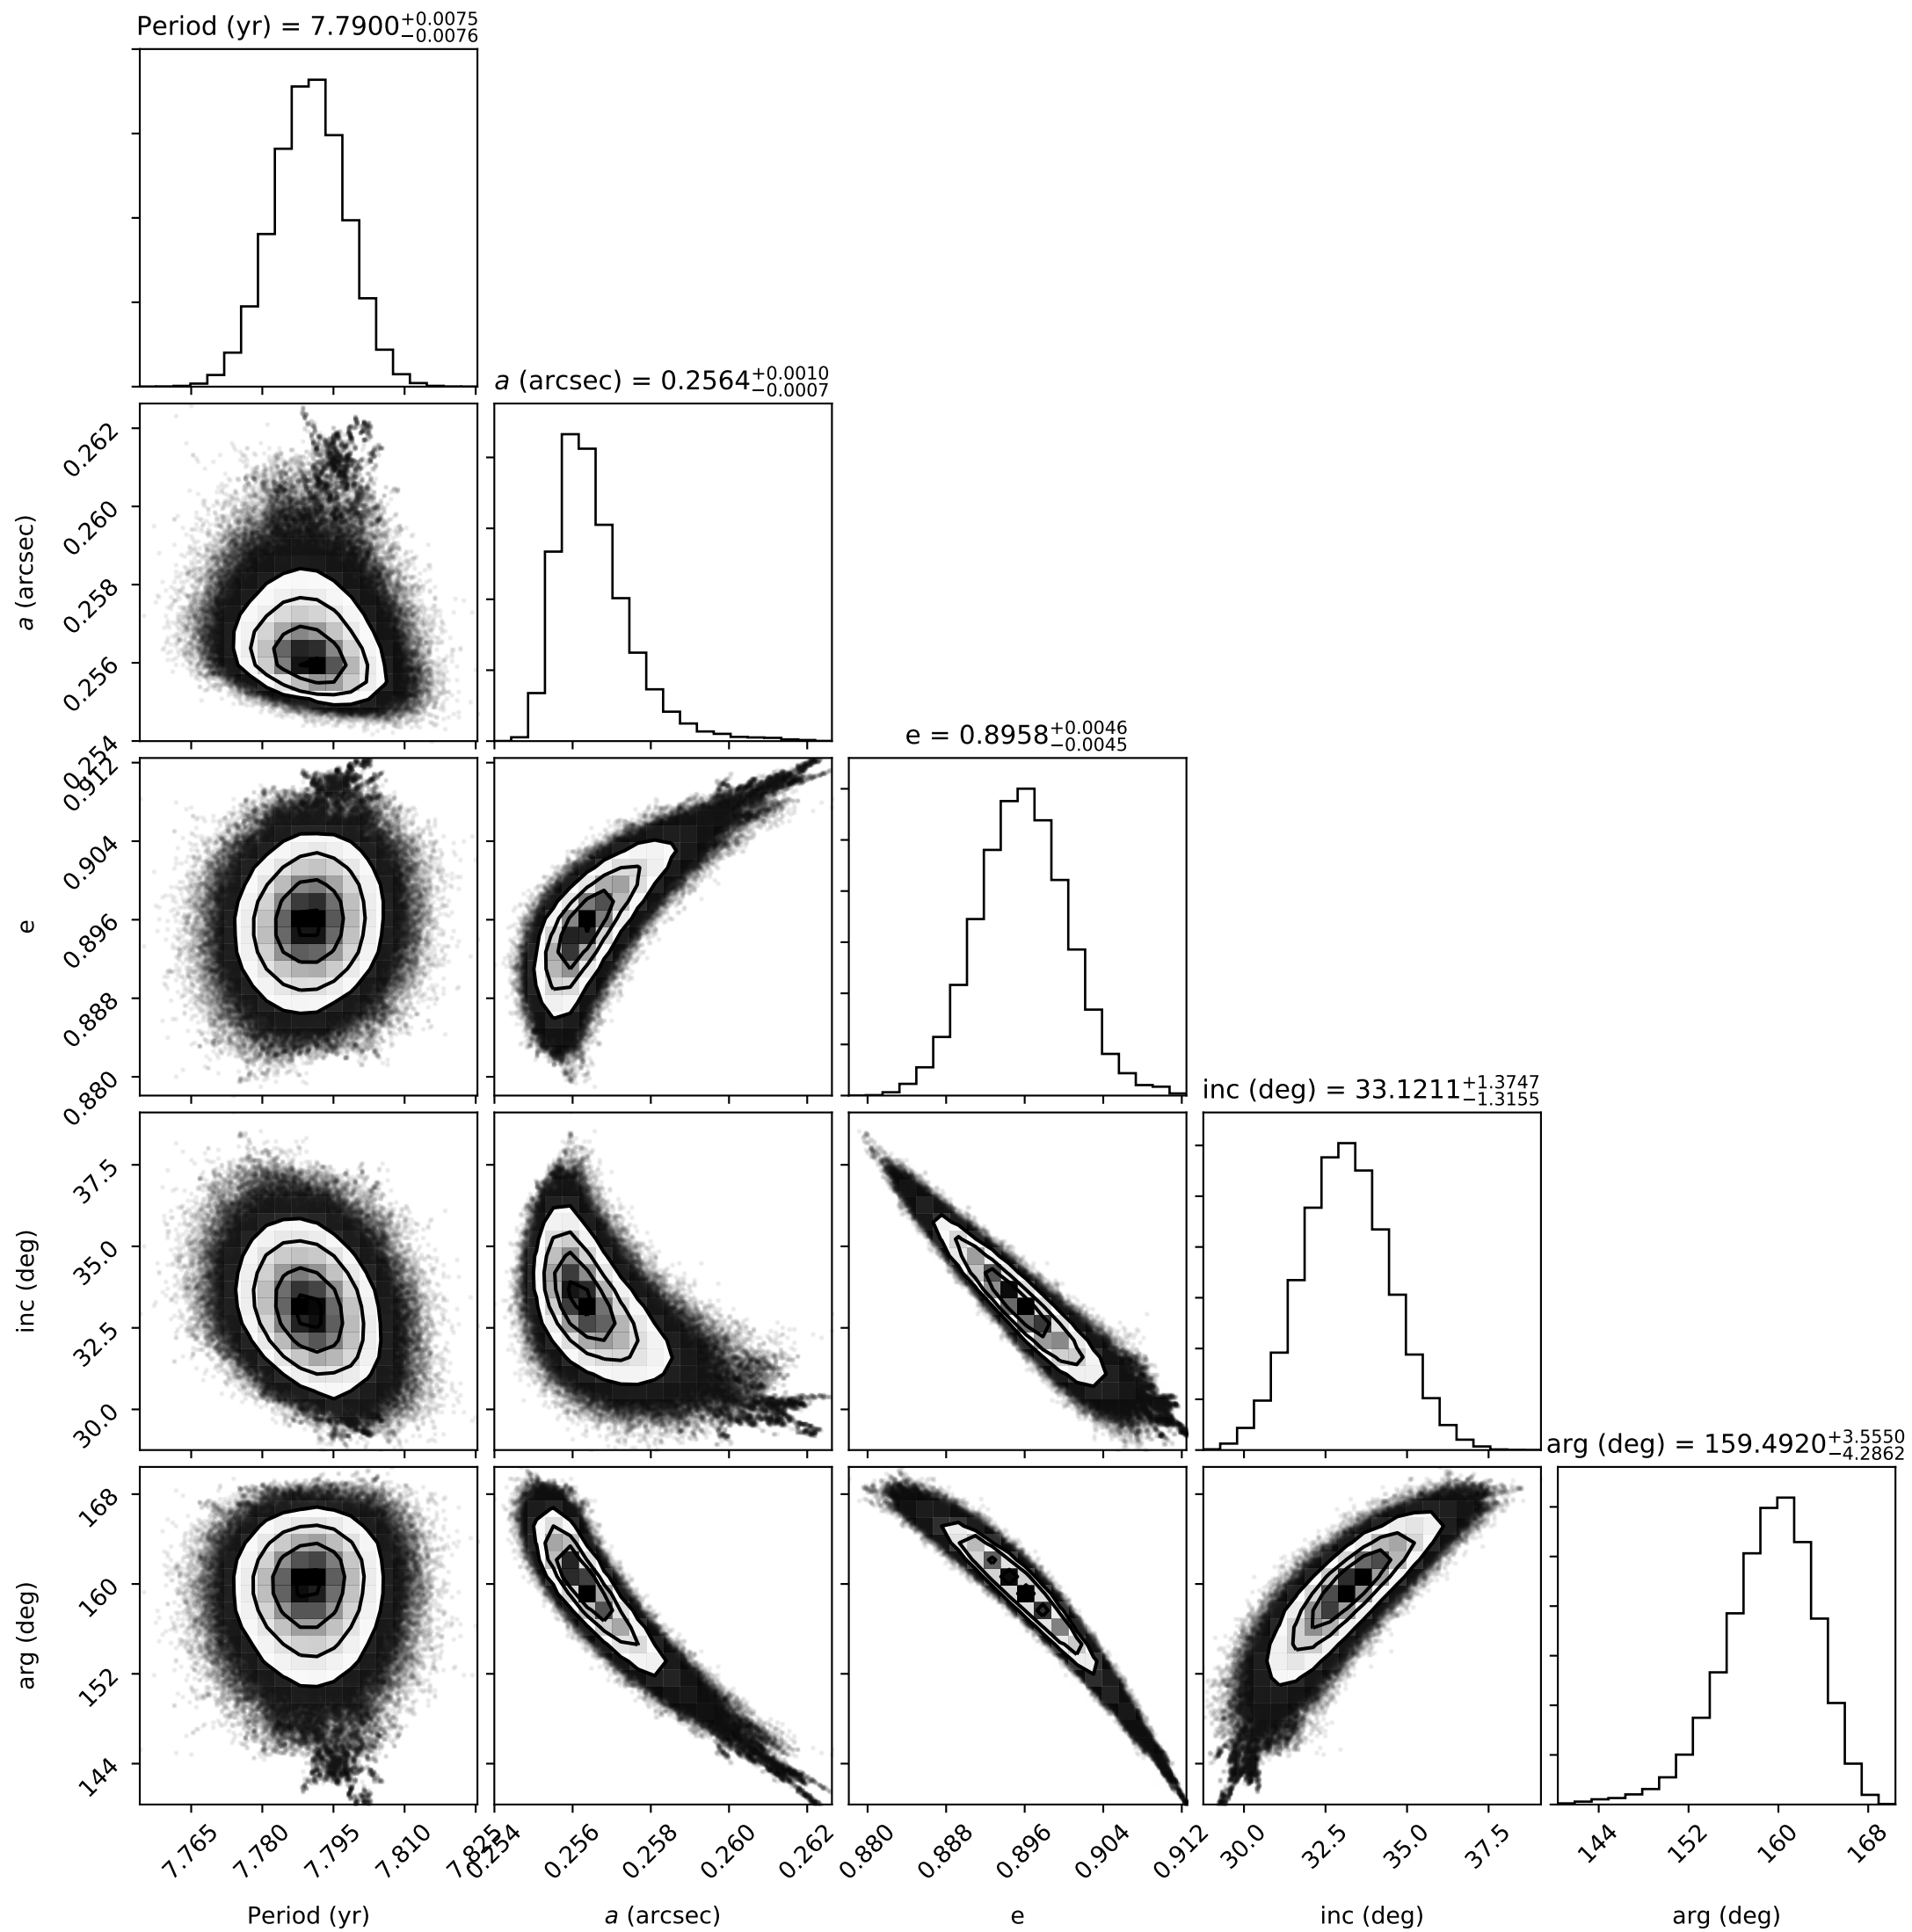 Period (yr) = 7.7900+0.0075 −0.0076
a (arcsec) = 0.2564+0.0010 −0.0007
0.262
0.260
0.258
0.256
0.254
a (arcsec)
e = 0.8958+0.0046 −0.0045
0.912
0.904
0.896
0.888
0.880
e
inc (deg) = 33.1211+1.3747 −1.3155
37.5
35.0
32.5
30.0
inc (deg)
arg (deg) = 159.4920+3.5550 −4.2862
168
160
152
144
arg (deg)
7.765 7.780 7.795 7.810 7.825 0.254 0.256 0.258 0.260 0.262 0.880 0.888 0.896 0.904 0.912 30.0 32.5 35.0 37.5 144 152 160 168
Period (yr) a (arcsec) e inc (deg) arg (deg)